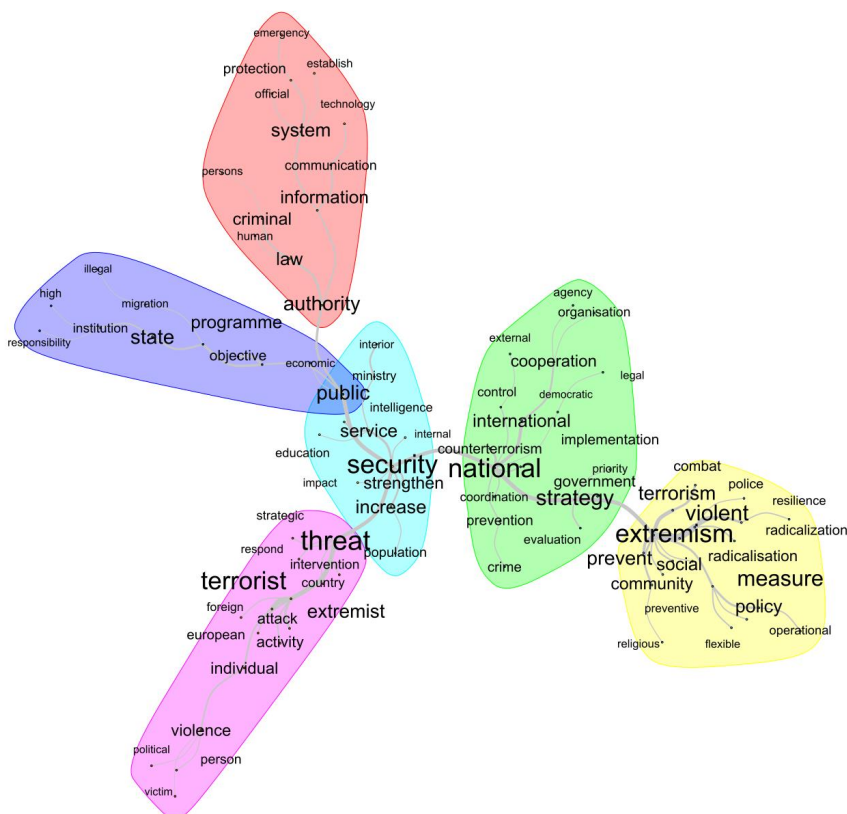 emergency
protection
establish
official
technology
system
communication
persons
information
criminal
human
law
authority
illegal
high
migration
programme
institution
state
responsibility
objective
economic
public
interior
ministry
intelligence
service
internal
education
security
impact
strengthen
increase
population
agency
organisation
external
cooperation
legal
control
democratic
international
implementation
counterterrorism
national
priority
government
coordination
strategy
prevention
evaluation
crime
combat
terrorism
police
resilience
violent
radicalization
extremism
prevent
social
radicalisation
community
measure
preventive
policy
operational
religious
flexible
strategic
threat
respond
intervention
terrorist
country
foreign
attack
extremist
european
activity
individual
violence
political
person
victim